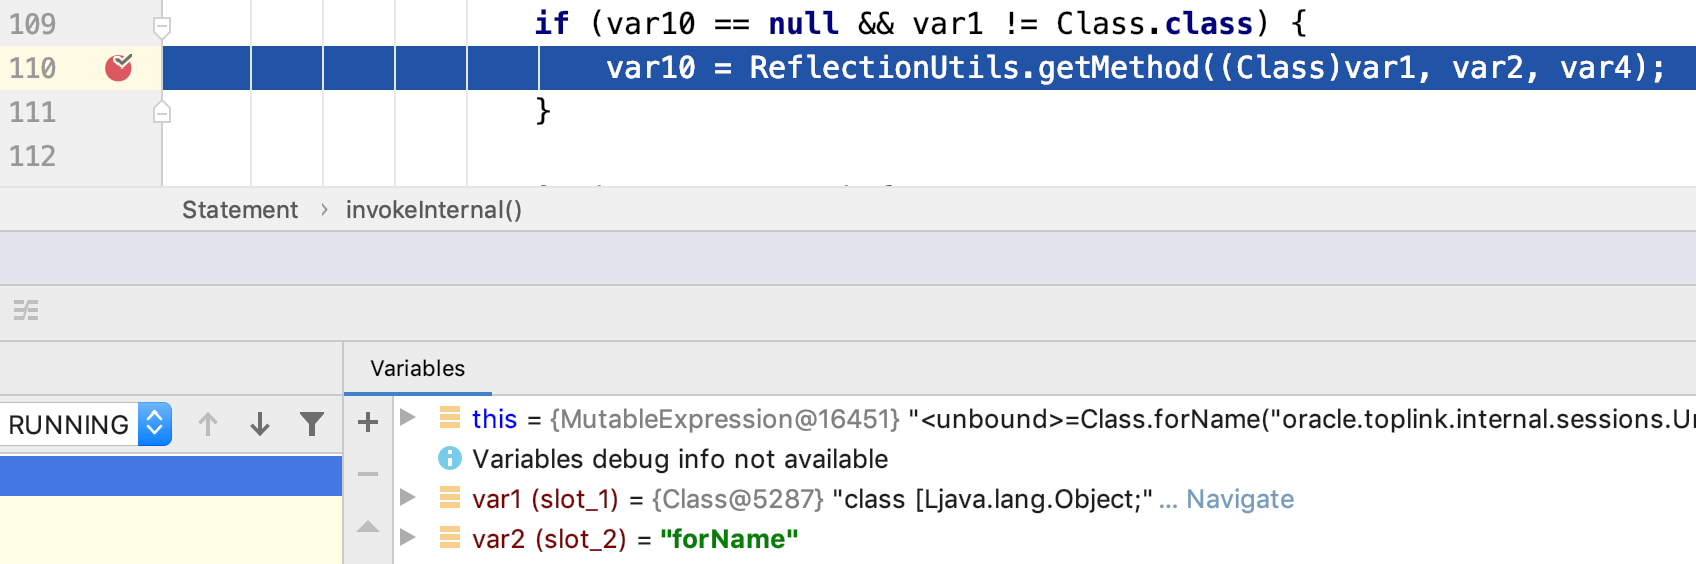 109 if (var10 == null && var1 != Class.class) {
110 var10 = ReflectionUtils.getMethod((Class)var1, var2, var4);
111 }
112
Statement › invokeInternal()
Variables
RUNNING
this = {MutableExpression@16451} "<unbound>=Class.forName("oracle.toplink.internal.sessions.
Variables debug info not available
var1 (slot_1) = {Class@5287} "class [Ljava.lang.Object;" ... Navigate
var2 (slot_2) = "forName"